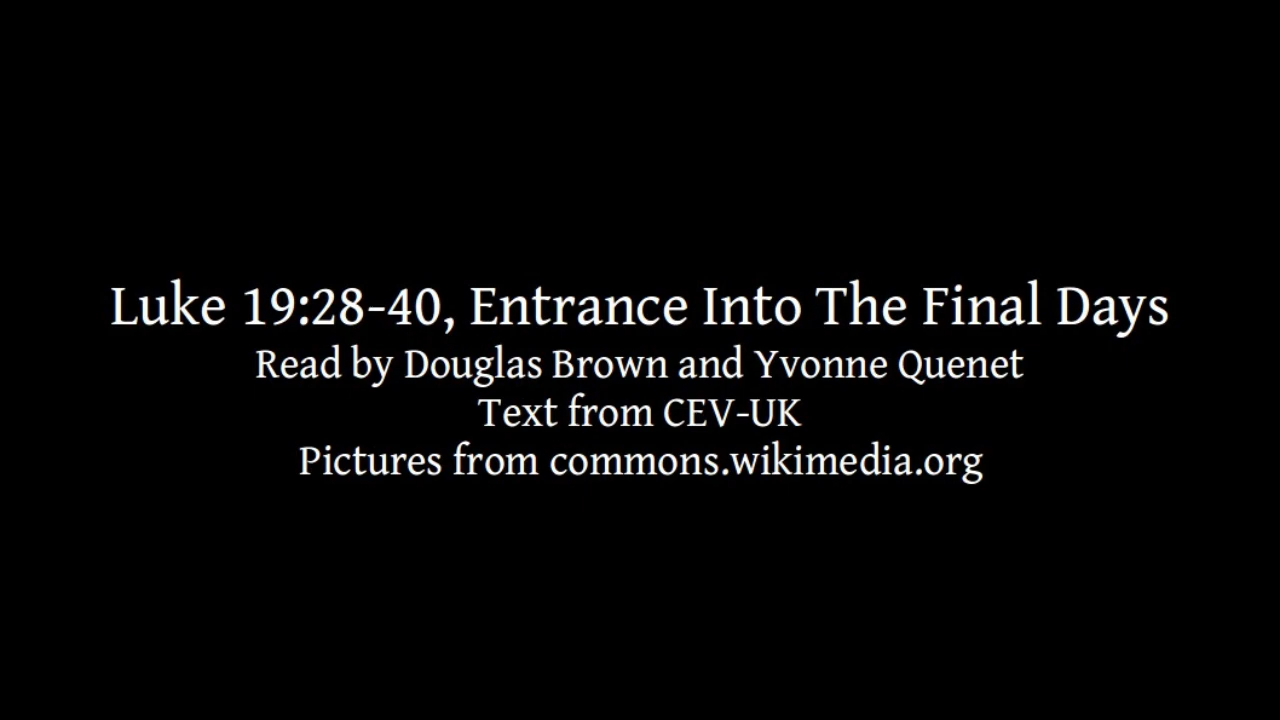 Luke 19:28-40, Entrance Into The Final Days
Read by Douglas Brown and Yvonne Quenet
Text from CEV-UK
Pictures from commons.wikimedia.org